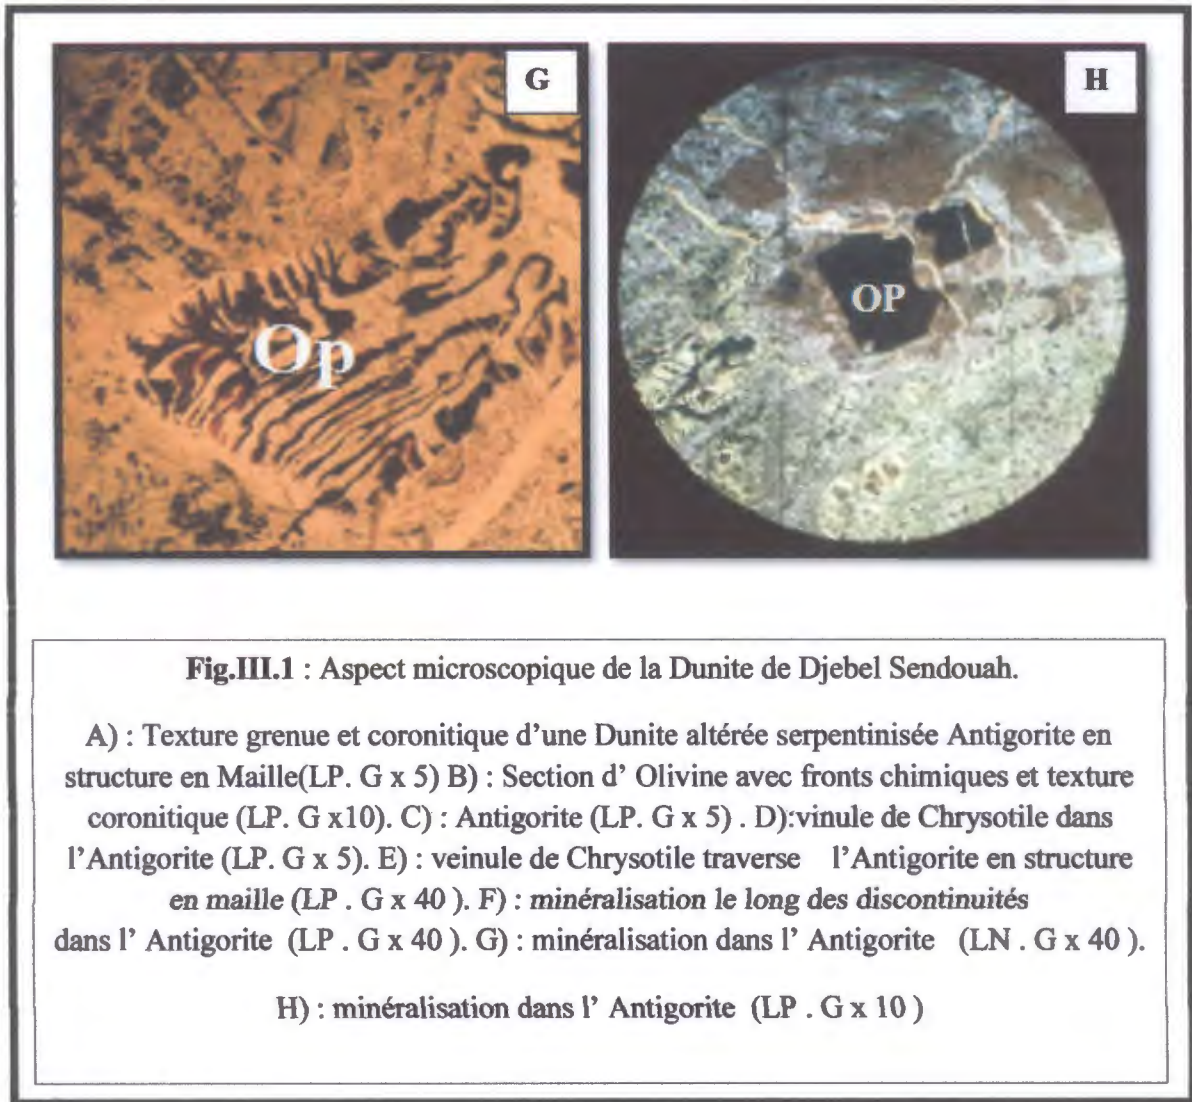 G
H
Op
OP
Fig.III.1 : Aspect microscopique de la Dunite de Djebel Sendouah.
A) : Texture grenue et coronitique d'une Dunite altérée serpentinisée Antigorite en
structure en Maille(LP. G x 5) B) : Section d' Olivine avec fronts chimiques et texture
coronitique (LP. G x10). C) : Antigorite (LP. G x 5) . D):vinule de Chrysotile dans
l'Antigorite (LP. G x 5). E) : veinule de Chrysotile traverse l'Antigorite en structure
en maille (LP . G x 40 ). F) : minéralisation le long des discontinuités
dans l' Antigorite (LP . G x 40 ). G) : minéralisation dans l' Antigorite (LN . G x 40 ).
H) : minéralisation dans l' Antigorite (LP . G x 10 )